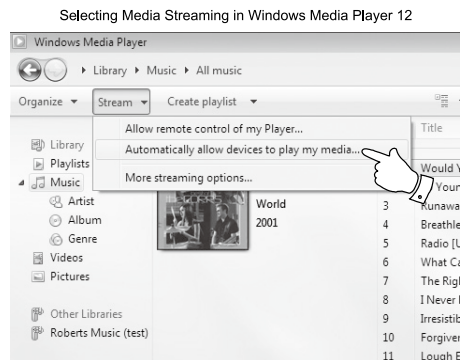 Selecting Media Streaming in Windows Media Player 12
Windows Media Player
Library
Music
All music
Organize
Stream
Create playlist
Allow remote control of my Player...
Automatically allow devices to play my media...
More streaming options...
Title
Library
Playlists
Music
Artist
Album
Genre
Videos
Pictures
Other Libraries
Roberts Music (test)
World
2001
Would
Youn
3 Runawa
4 Breathle
5 Radio [U
6 What Ca
7 The Righ
8 I Never
9 Irresistib
10 Forgiven
11 Lough E